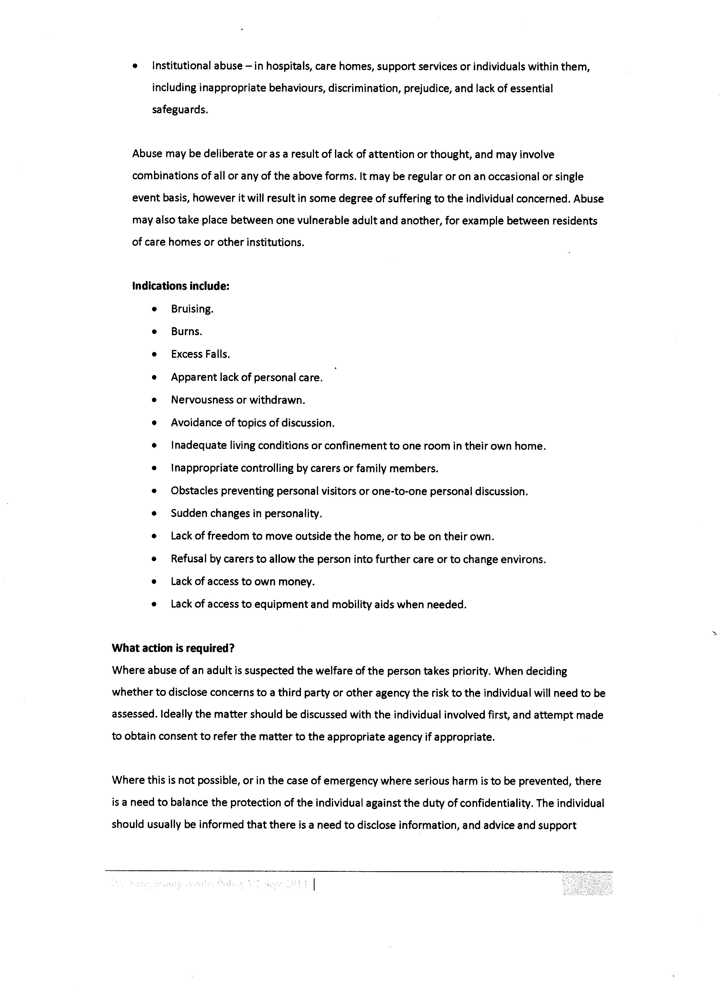 • Institutional abuse – in hospitals, care homes, support services or individuals within them,
including inappropriate behaviours, discrimination, prejudice, and lack of essential
safeguards.
Abuse may be deliberate or as a result of lack of attention or thought, and may involve
combinations of all or any of the above forms. It may be regular or on an occasional or single
event basis, however it will result in some degree of suffering to the individual concerned. Abuse
may also take place between one vulnerable adult and another, for example between residents
of care homes or other institutions.
Indications include:
• Bruising.
• Burns.
• Excess Falls.
• Apparent lack of personal care.
• Nervousness or withdrawn.
• Avoidance of topics of discussion.
• Inadequate living conditions or confinement to one room in their own home.
• Inappropriate controlling by carers or family members.
• Obstacles preventing personal visitors or one-to-one personal discussion.
• Sudden changes in personality.
• Lack of freedom to move outside the home, or to be on their own.
• Refusal by carers to allow the person into further care or to change environs.
• Lack of access to own money.
• Lack of access to equipment and mobility aids when needed.
What action is required?
Where abuse of an adult is suspected the welfare of the person takes priority. When deciding
whether to disclose concerns to a third party or other agency the risk to the individual will need to be
assessed. Ideally the matter should be discussed with the individual involved first, and attempt made
to obtain consent to refer the matter to the appropriate agency if appropriate.
Where this is not possible, or in the case of emergency where serious harm is to be prevented, there
is a need to balance the protection of the individual against the duty of confidentiality. The individual
should usually be informed that there is a need to disclose information, and advice and support
Policy V2 Sept |